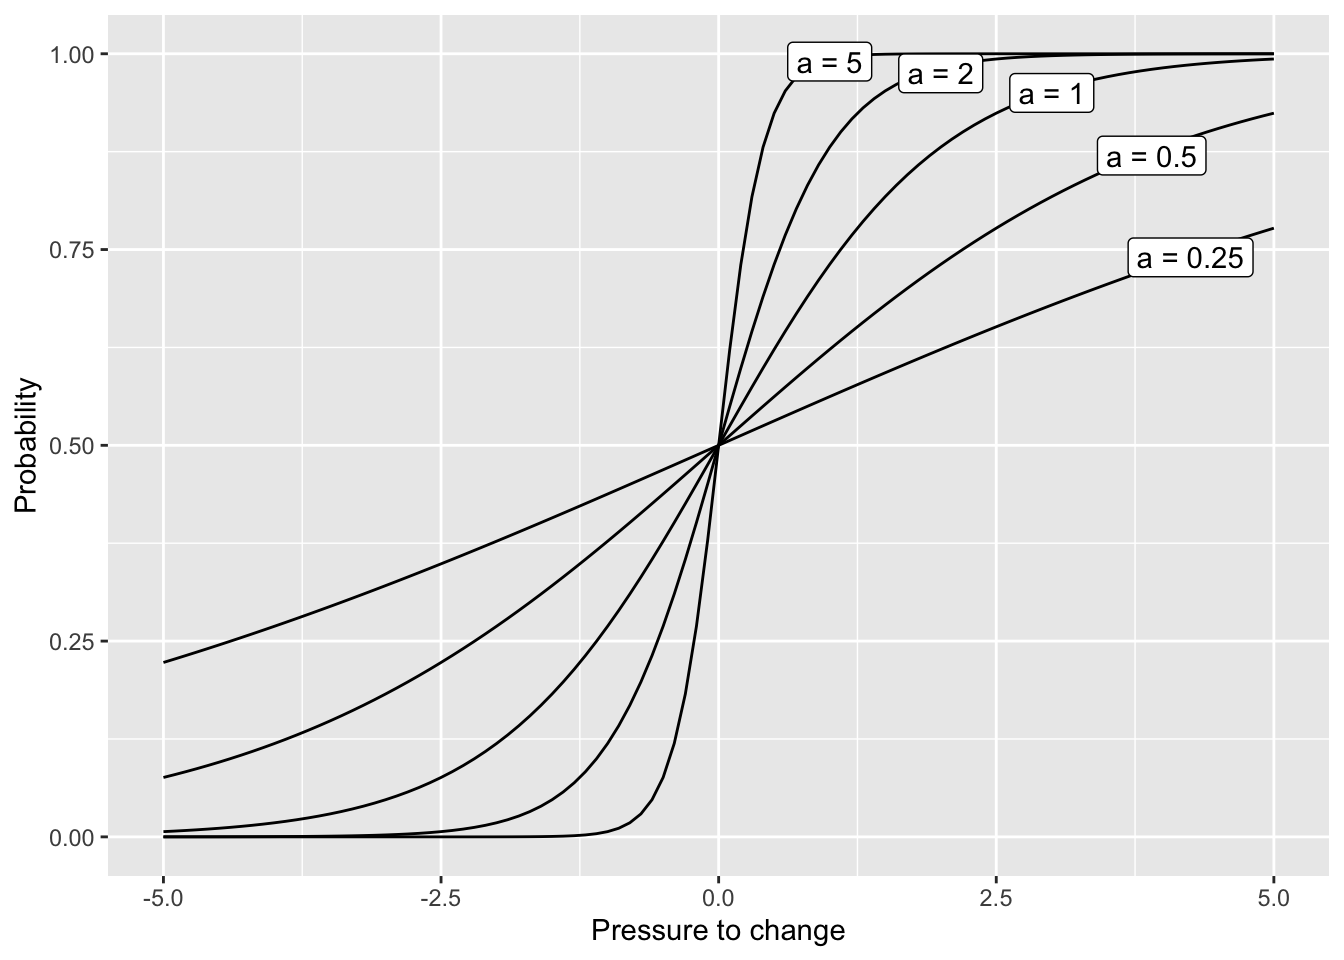 1.00
0.75
0.50
0.25
0.00
Probability
a = 5
a = 2
a = 1
a = 0.5
a = 0.25
-5.0 -2.5 0.0 2.5 5.0
Pressure to change